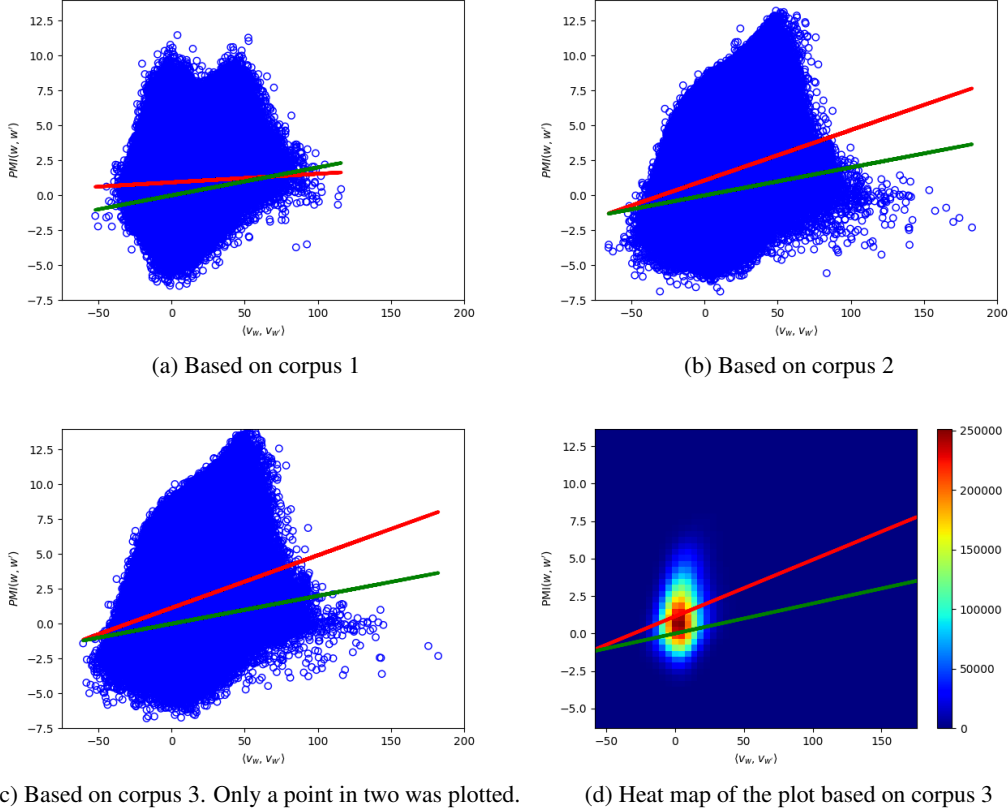 12.5
10.0
7.5
5.0
2.5
0.0
−2.5
−5.0
−7.5
PMI(w, w')
−50 0 50 100 150 200
⟨v_w, v_w'⟩
(a) Based on corpus 1
12.5
10.0
7.5
5.0
2.5
0.0
−2.5
−5.0
−7.5
PMI(w, w')
−50 0 50 100 150 200
⟨v_w, v_w'⟩
(b) Based on corpus 2
12.5
10.0
7.5
5.0
2.5
0.0
−2.5
−5.0
−7.5
PMI(w, w')
−50 0 50 100 150 200
⟨v_w, v_w'⟩
c) Based on corpus 3. Only a point in two was plotted.
12.5
10.0
7.5
5.0
2.5
0.0
−2.5
−5.0
PMI(w, w')
−50 0 50 100 150
⟨v_w, v_w'⟩
250000
200000
150000
100000
50000
0
(d) Heat map of the plot based on corpus 3